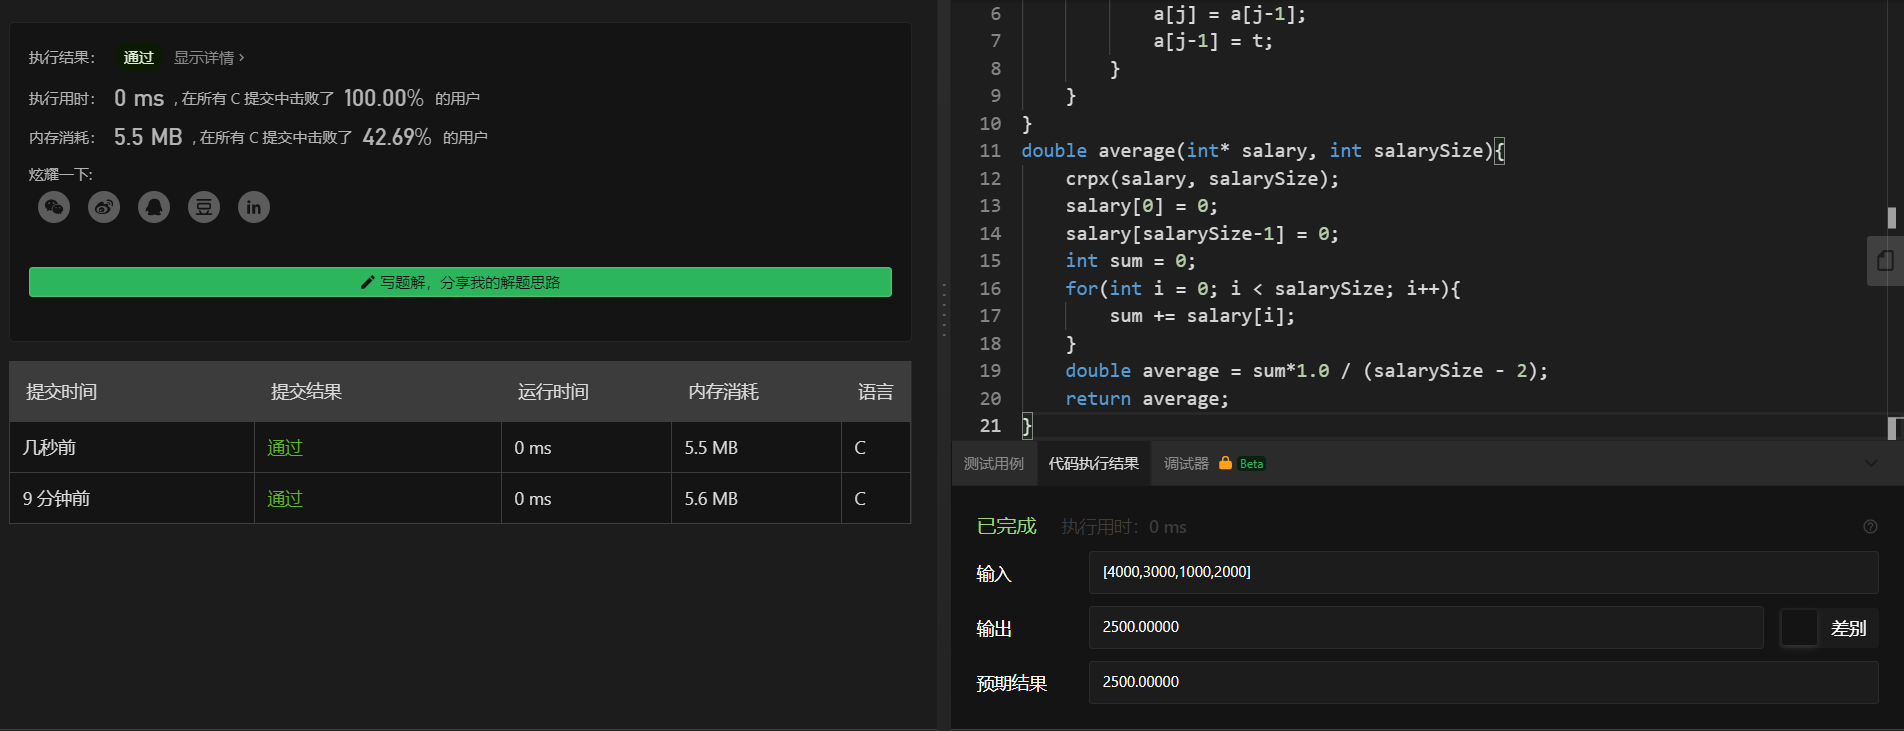 执行结果： 通过 显示详情 ›
执行用时： 0 ms , 在所有 C 提交中击败了 100.00% 的用户
内存消耗： 5.5 MB , 在所有 C 提交中击败了 42.69% 的用户
炫耀一下:
写题解，分享我的解题思路
提交时间 提交结果 运行时间 内存消耗 语言
几秒前 通过 0 ms 5.5 MB C
9 分钟前 通过 0 ms 5.6 MB C
6 a[j] = a[j-1];
7 a[j-1] = t;
8 }
9 }
10 }
11 double average(int* salary, int salarySize){
12 crpx(salary, salarySize);
13 salary[0] = 0;
14 salary[salarySize-1] = 0;
15 int sum = 0;
16 for(int i = 0; i < salarySize; i++){
17 sum += salary[i];
18 }
19 double average = sum*1.0 / (salarySize - 2);
20 return average;
21 }
测试用例 代码执行结果 调试器 Beta
已完成 执行用时：0 ms
输入 [4000,3000,1000,2000]
输出 2500.00000 差别
预期结果 2500.00000